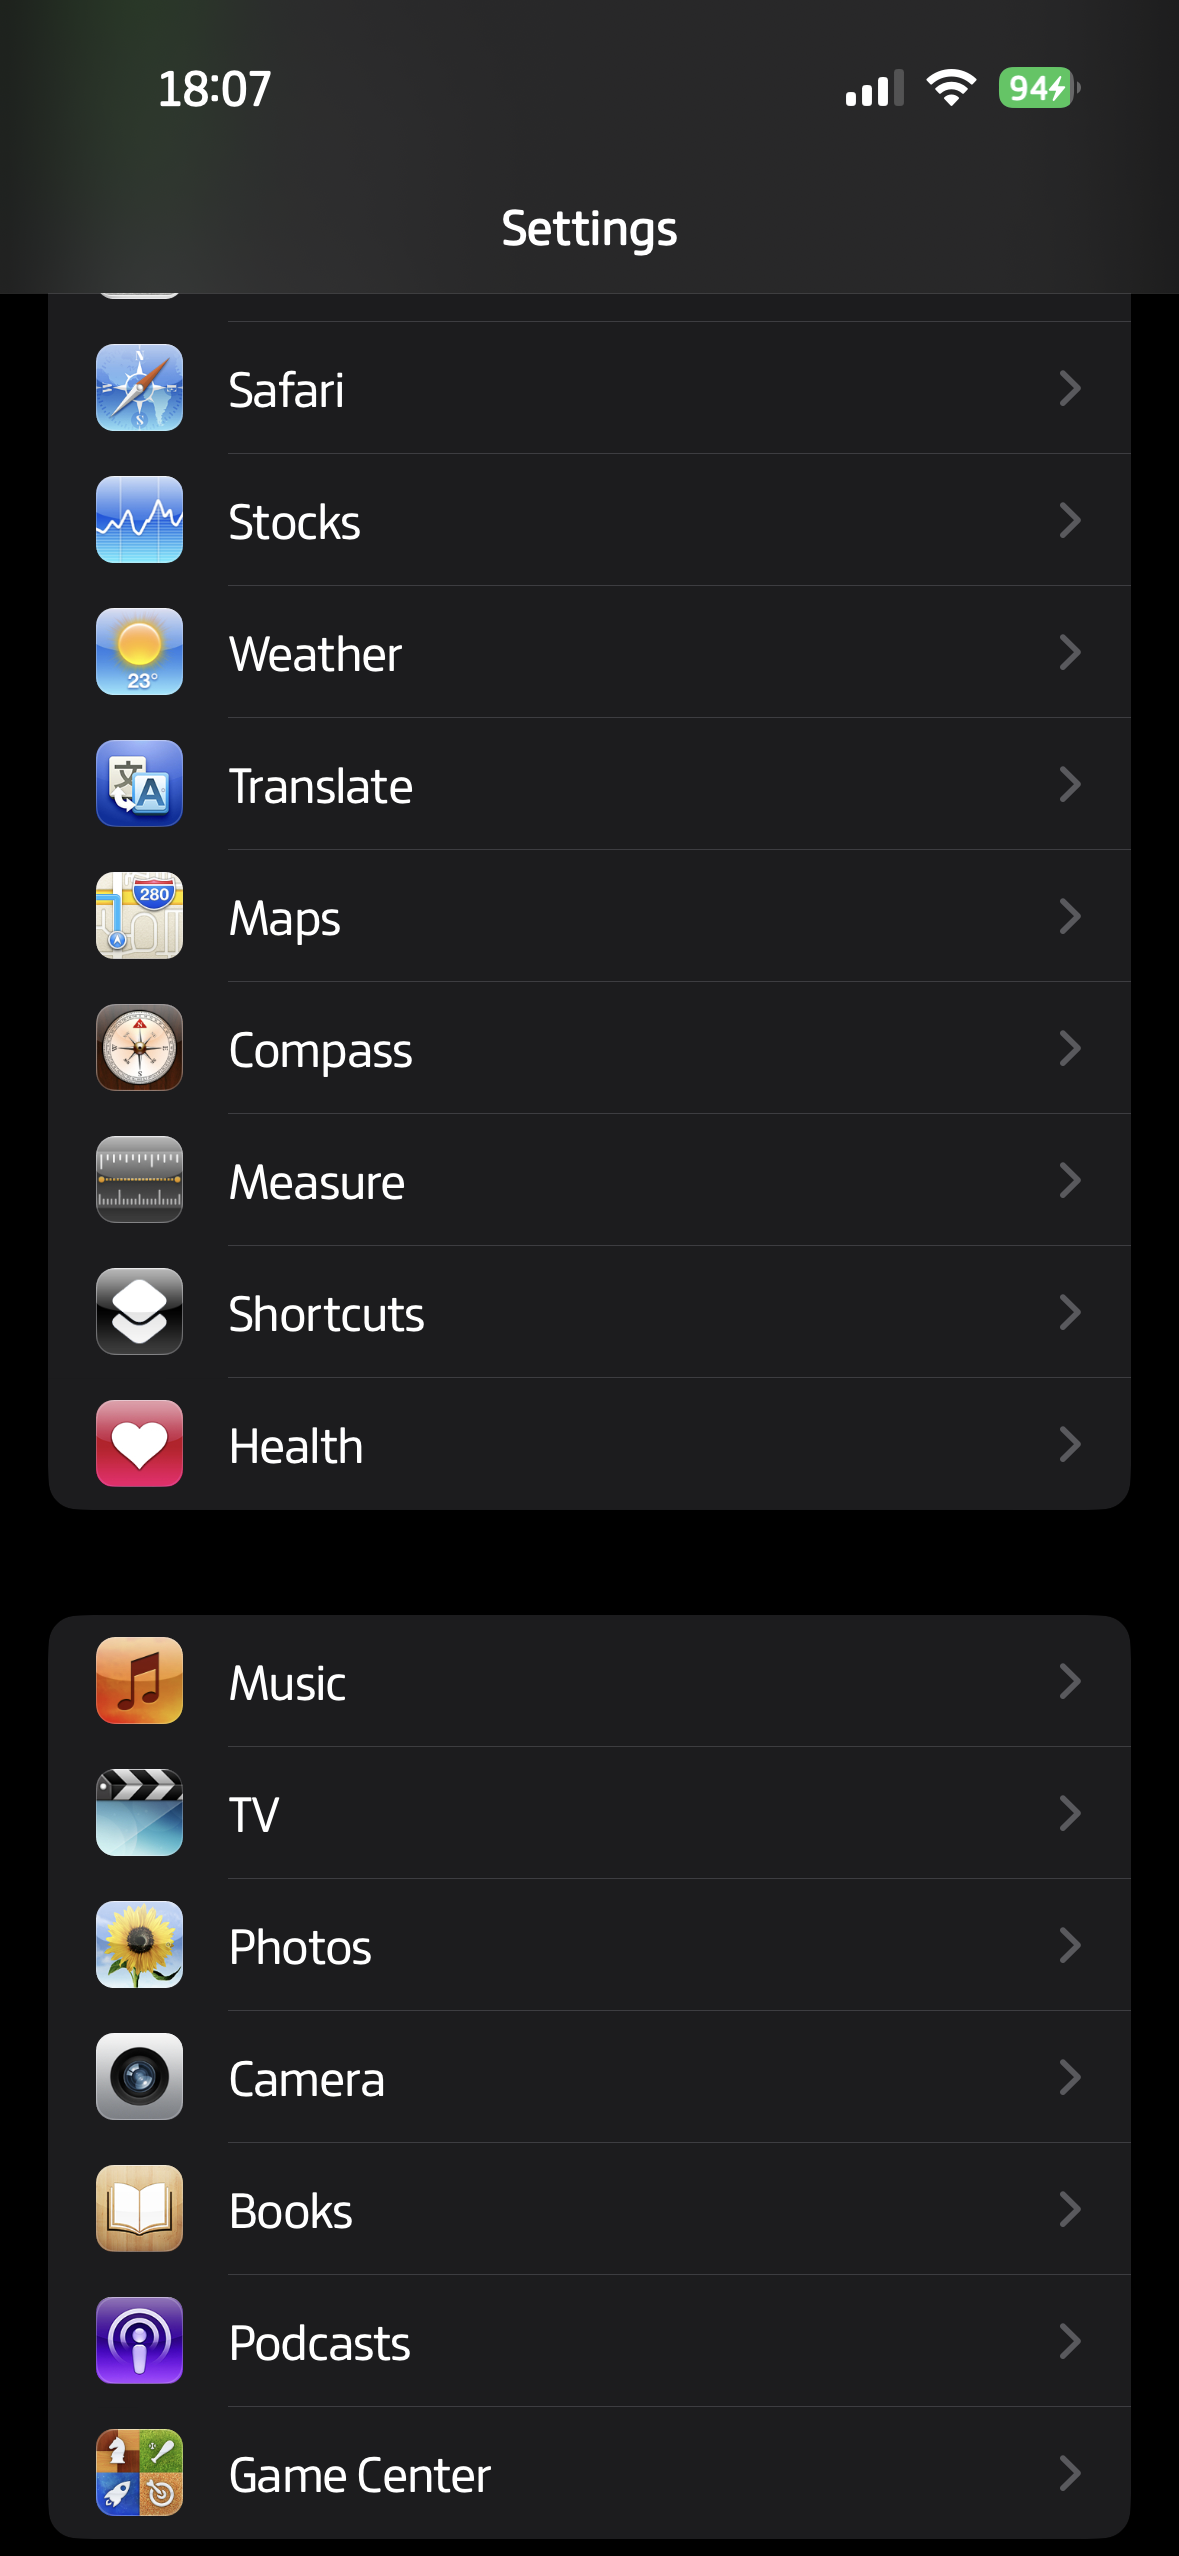 18:07
94
Settings
N
S
Safari
Stocks
23°
Weather
文
A
Translate
280
Maps
Compass
Measure
Shortcuts
Health
Music
TV
Photos
Camera
Books
Podcasts
Game Center